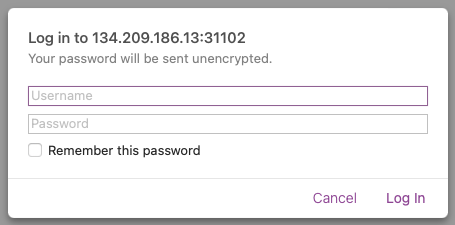 Log in to 134.209.186.13:31102
Your password will be sent unencrypted.
Username
Password
Remember this password
Cancel Log In